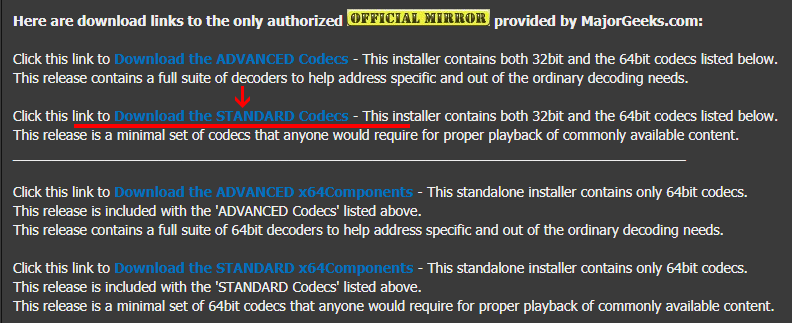 Here are download links to the only authorized OFFICIAL MIRROR provided by MajorGeeks.com:
Click this link to Download the ADVANCED Codecs - This installer contains both 32bit and the 64bit codecs listed below.
This release contains a full suite of decoders to help address specific and out of the ordinary decoding needs.
Click this link to Download the STANDARD Codecs - This installer contains both 32bit and the 64bit codecs listed below.
This release is a minimal set of codecs that anyone would require for proper playback of commonly available content.
Click this link to Download the ADVANCED x64Components - This standalone installer contains only 64bit codecs.
This release is included with the 'ADVANCED Codecs' listed above.
This release contains a full suite of 64bit decoders to help address specific and out of the ordinary decoding needs.
Click this link to Download the STANDARD x64Components - This standalone installer contains only 64bit codecs.
This release is included with the 'STANDARD Codecs' listed above.
This release is a minimal set of 64bit codecs that anyone would require for proper playback of commonly available content.